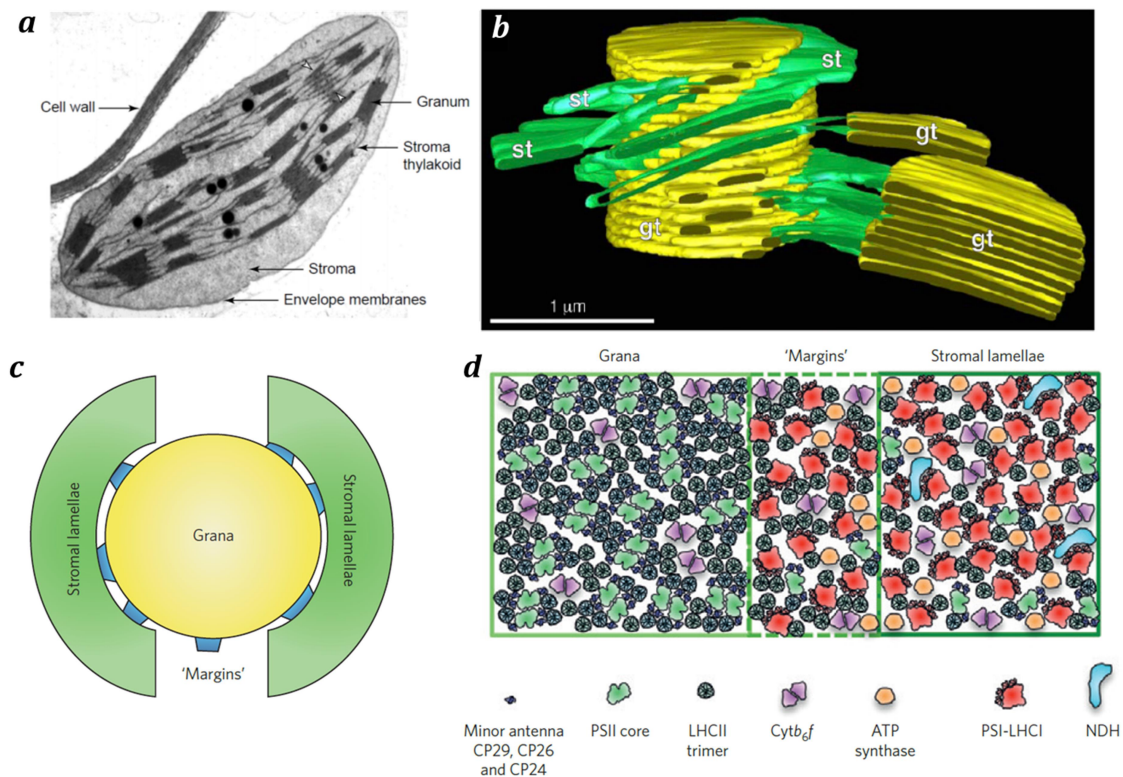 a
Cell wall
Granum
Stroma
thylakoid
Stroma
Envelope membranes
b
st
st
st
gt
gt
gt
1 μm
c
Stromal lamellae
Grana
Stromal lamellae
'Margins'
d
Grana
'Margins'
Stromal lamellae
Minor antenna
CP29, CP26
and CP24
PSII core
LHCII
trimer
Cytb₆f
ATP
synthase
PSI-LHCI
NDH